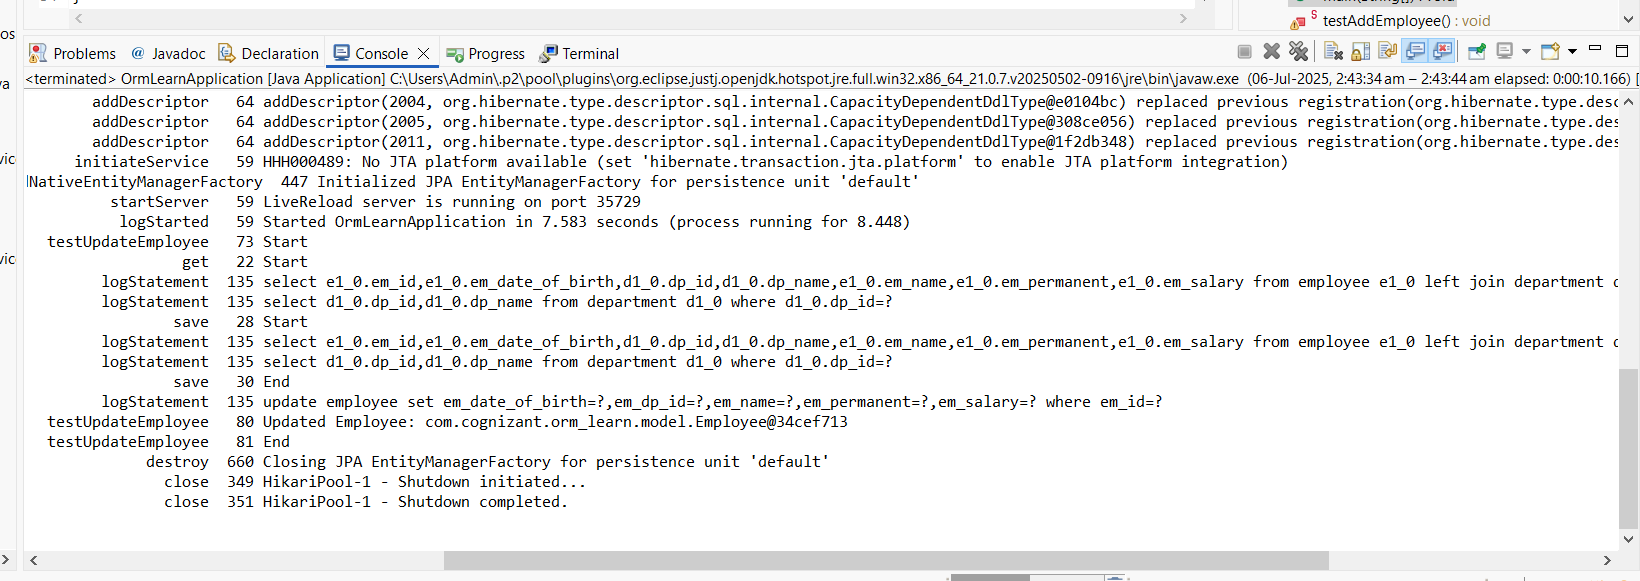 testAddEmployee() : void
Problems @ Javadoc Declaration Console Progress Terminal
<terminated> OrmLearnApplication [Java Application] C:\Users\Admin\.p2\pool\plugins\org.eclipse.justj.openjdk.hotspot.jre.full.win32.x86_64_21.0.7.v20250502-0916\jre\bin\javaw.exe (06-Jul-2025, 2:43:34 am – 2:43:44 am elapsed: 0:00:10.166) [
addDescriptor 64 addDescriptor(2004, org.hibernate.type.descriptor.sql.internal.CapacityDependentDdlType@e0104bc) replaced previous registration(org.hibernate.type.desc
addDescriptor 64 addDescriptor(2005, org.hibernate.type.descriptor.sql.internal.CapacityDependentDdlType@308ce056) replaced previous registration(org.hibernate.type.des
addDescriptor 64 addDescriptor(2011, org.hibernate.type.descriptor.sql.internal.CapacityDependentDdlType@1f2db348) replaced previous registration(org.hibernate.type.des
initiateService 59 HHH000489: No JTA platform available (set 'hibernate.transaction.jta.platform' to enable JTA platform integration)
NativeEntityManagerFactory 447 Initialized JPA EntityManagerFactory for persistence unit 'default'
startServer 59 LiveReload server is running on port 35729
logStarted 59 Started OrmLearnApplication in 7.583 seconds (process running for 8.448)
testUpdateEmployee 73 Start
get 22 Start
logStatement 135 select e1_0.em_id,e1_0.em_date_of_birth,d1_0.dp_id,d1_0.dp_name,e1_0.em_name,e1_0.em_permanent,e1_0.em_salary from employee e1_0 left join department d
logStatement 135 select d1_0.dp_id,d1_0.dp_name from department d1_0 where d1_0.dp_id=?
save 28 Start
logStatement 135 select e1_0.em_id,e1_0.em_date_of_birth,d1_0.dp_id,d1_0.dp_name,e1_0.em_name,e1_0.em_permanent,e1_0.em_salary from employee e1_0 left join department d
logStatement 135 select d1_0.dp_id,d1_0.dp_name from department d1_0 where d1_0.dp_id=?
save 30 End
logStatement 135 update employee set em_date_of_birth=?,em_dp_id=?,em_name=?,em_permanent=?,em_salary=? where em_id=?
testUpdateEmployee 80 Updated Employee: com.cognizant.orm_learn.model.Employee@34cef713
testUpdateEmployee 81 End
destroy 660 Closing JPA EntityManagerFactory for persistence unit 'default'
close 349 HikariPool-1 - Shutdown initiated...
close 351 HikariPool-1 - Shutdown completed.